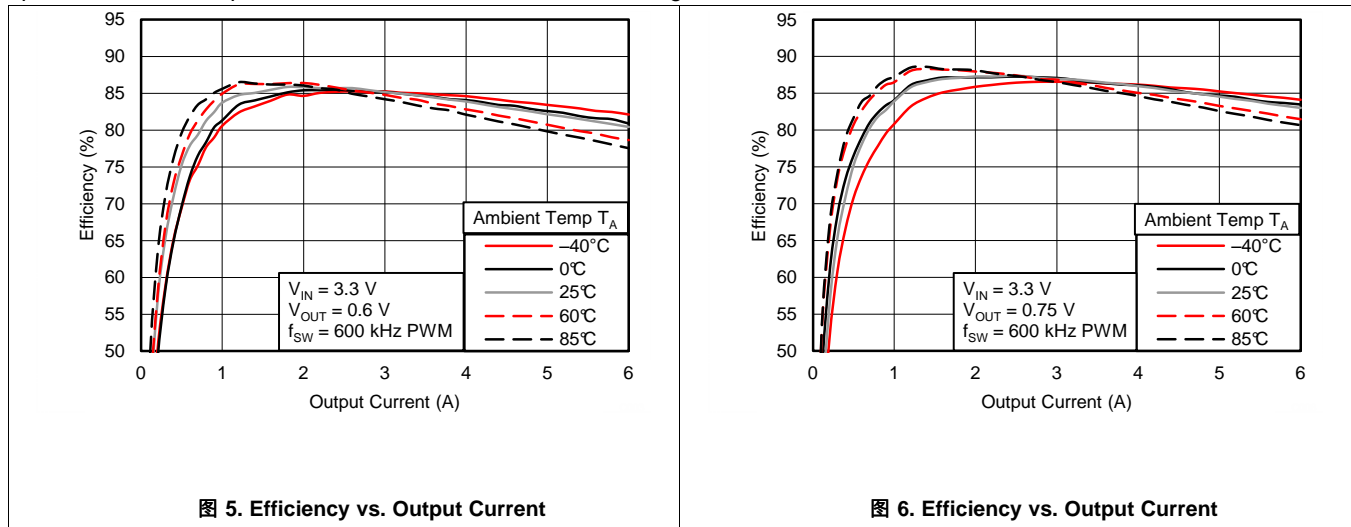 95
90
85
80
75
70
65
60
55
50
Efficiency (%)
0 1 2 3 4 5 6
Output Current (A)
Ambient Temp TA
–40°C
0°C
25°C
60°C
85°C
VIN = 3.3 V
VOUT = 0.6 V
fSW = 600 kHz PWM
图 5. Efficiency vs. Output Current
95
90
85
80
75
70
65
60
55
50
Efficiency (%)
0 1 2 3 4 5 6
Output Current (A)
Ambient Temp TA
–40°C
0°C
25°C
60°C
85°C
VIN = 3.3 V
VOUT = 0.75 V
fSW = 600 kHz PWM
图 6. Efficiency vs. Output Current